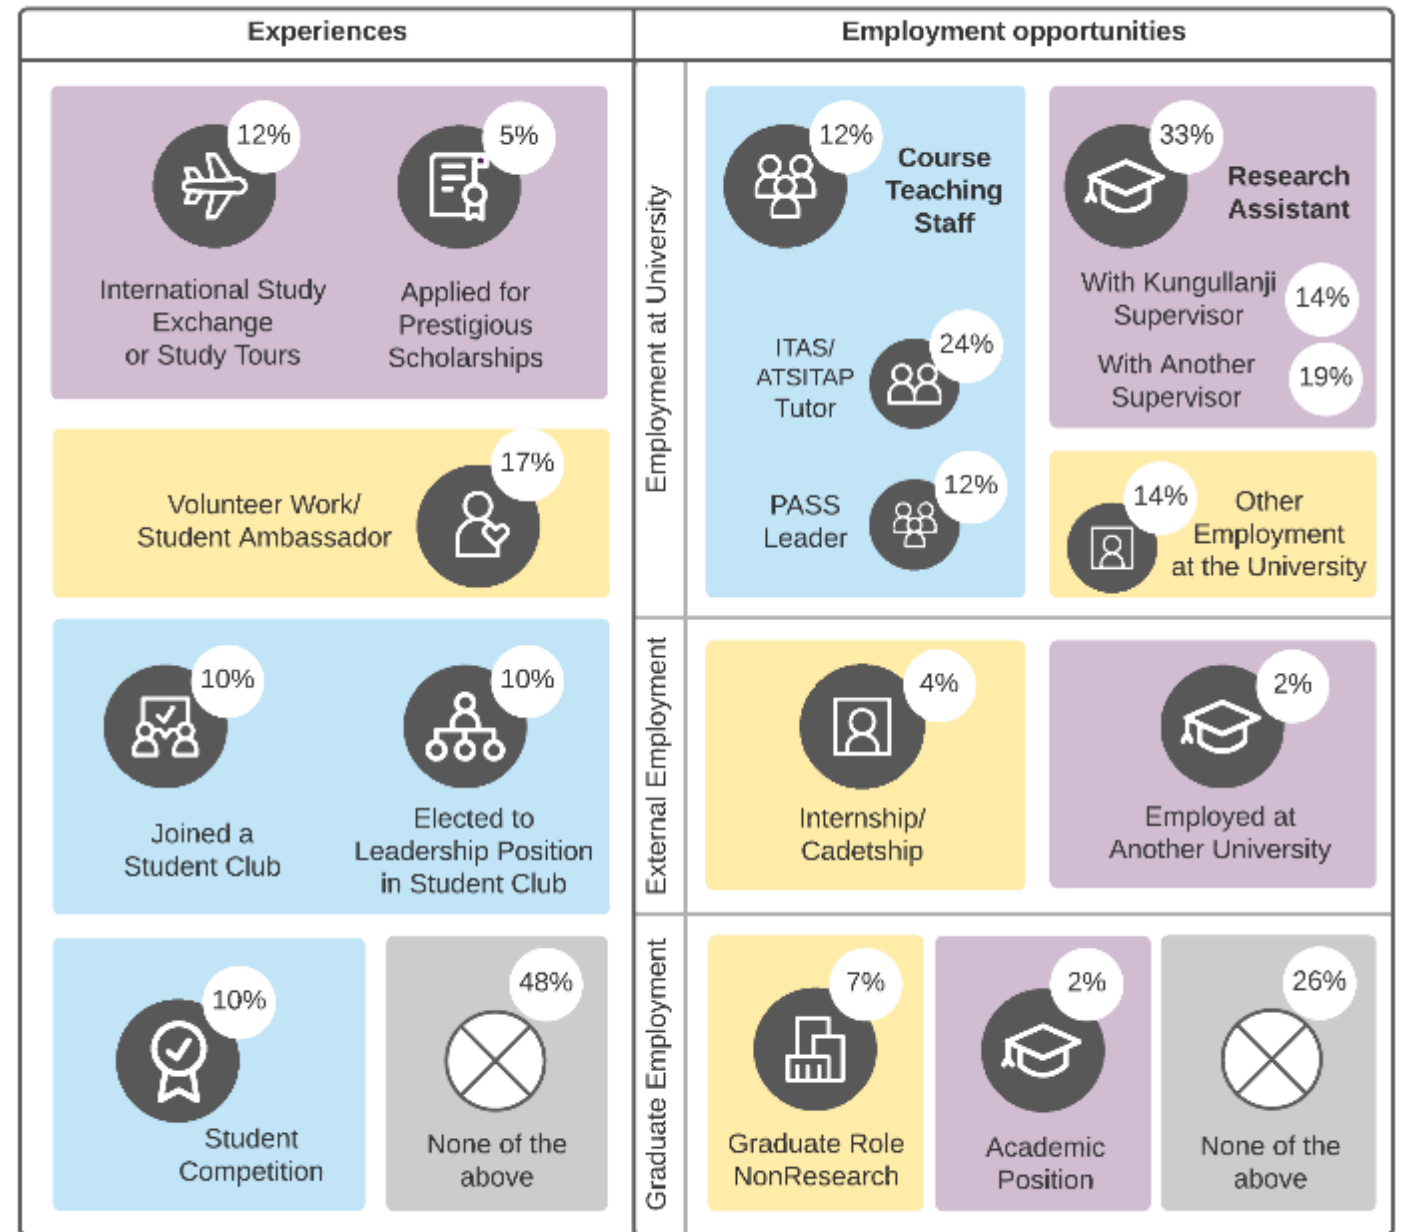 Experiences
Employment opportunities
12%
5%
International Study
Exchange
or Study Tours
Applied for
Prestigious
Scholarships
17%
Volunteer Work/
Student Ambassador
10%
10%
Joined a
Student Club
Elected to
Leadership Position
in Student Club
10%
Student
Competition
48%
None of the
above
Employment at University
12%
Course
Teaching
Staff
ITAS/
ATSITAP
Tutor
24%
PASS
Leader
12%
33%
Research
Assistant
With Kungullanji
Supervisor
14%
With Another
Supervisor
19%
14%
Other
Employment
at the University
External Employment
4%
Internship/
Cadetship
2%
Employed at
Another University
Graduate Employment
7%
Graduate Role
NonResearch
2%
Academic
Position
26%
None of the
above